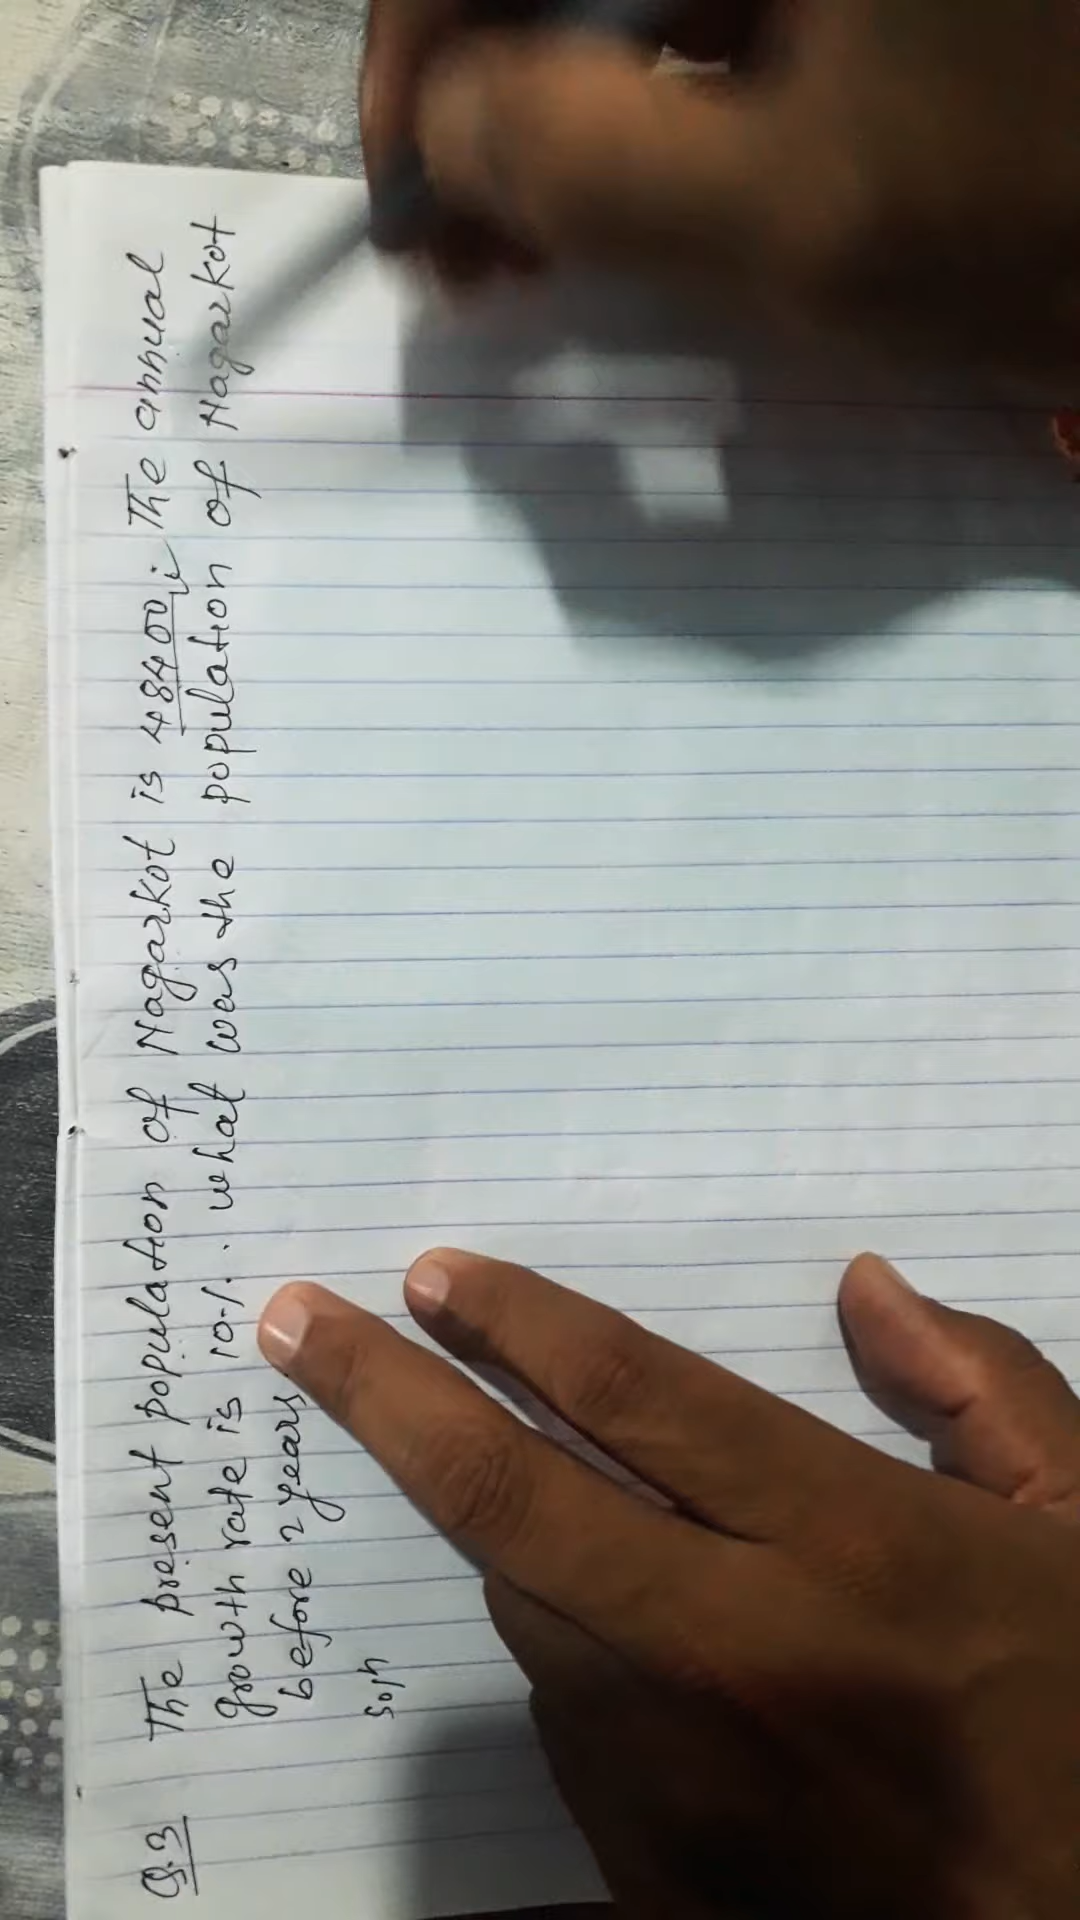 Q.3 The present population of Nagarkot is 48400. The annual
growth rate is 10%. what was the population of Nagarkot
before 2 years.
soln